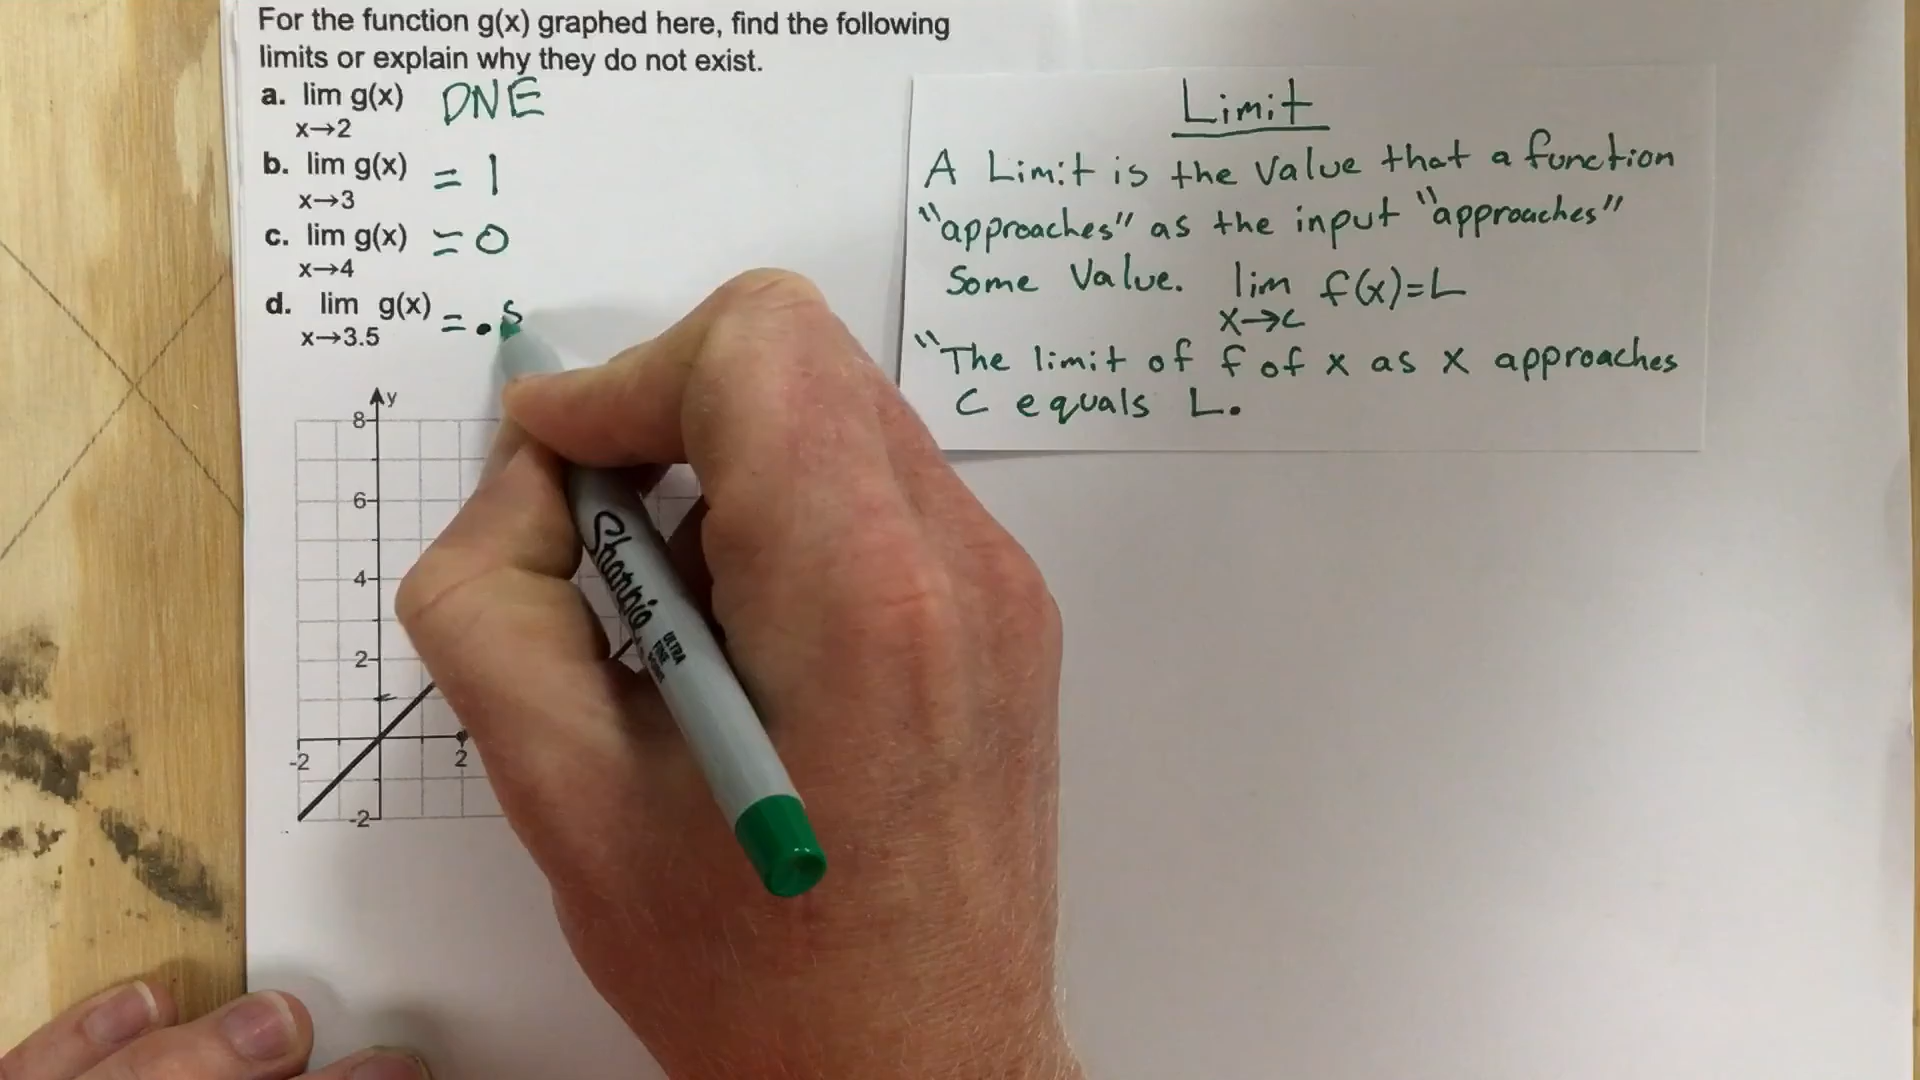 For the function g(x) graphed here, find the following
limits or explain why they do not exist.
a. lim g(x) DNE
x→2
b. lim g(x) = 1
x→3
c. lim g(x) = 0
x→4
d. lim g(x) = .5
x→3.5
Limit
A Limit is the Value that a function
"approaches" as the input "approaches"
Some Value. lim f(x)=L
x→c
"The limit of f of x as x approaches
C equals L.
y
8
6
4
2
-2
2
-2
Sharpie
ULTRA
FINE